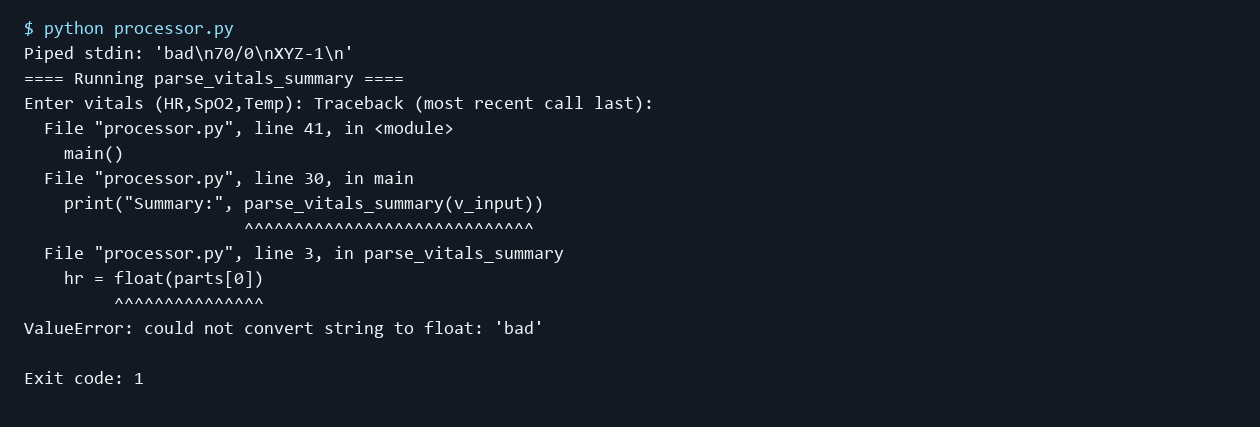 $ python processor.py
Piped stdin: 'bad\n70/0\nXYZ-1\n'
==== Running parse_vitals_summary ====
Enter vitals (HR,SpO2,Temp): Traceback (most recent call last):
  File "processor.py", line 41, in <module>
    main()
  File "processor.py", line 30, in main
    print("Summary:", parse_vitals_summary(v_input))
                      ^^^^^^^^^^^^^^^^^^^^^^^^^^^^^
  File "processor.py", line 3, in parse_vitals_summary
    hr = float(parts[0])
         ^^^^^^^^^^^^^^^
ValueError: could not convert string to float: 'bad'

Exit code: 1